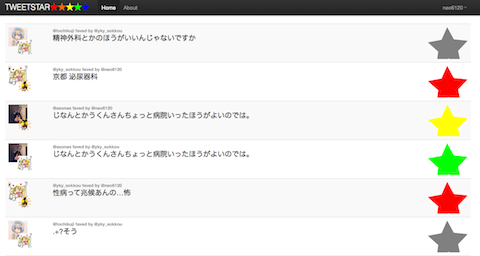 TWEETSTAR★★★★★ Home About neo6120
@tochikuji faved by @yky_sokkou
精神外科とかのほうがいいんじゃないですか
@yky_sokkou faved by @neo6120
京都 泌尿器科
@aaonae faved by @neo6120
じなんとかうくんさんちょっと病院いったほうがよいのでは。
@aaonae faved by @yky_sokkou
じなんとかうくんさんちょっと病院いったほうがよいのでは。
@yky_sokkou faved by @neo6120
性病って兆候あんの…怖
@tochikuji faved by @yky_sokkou
.+?そう